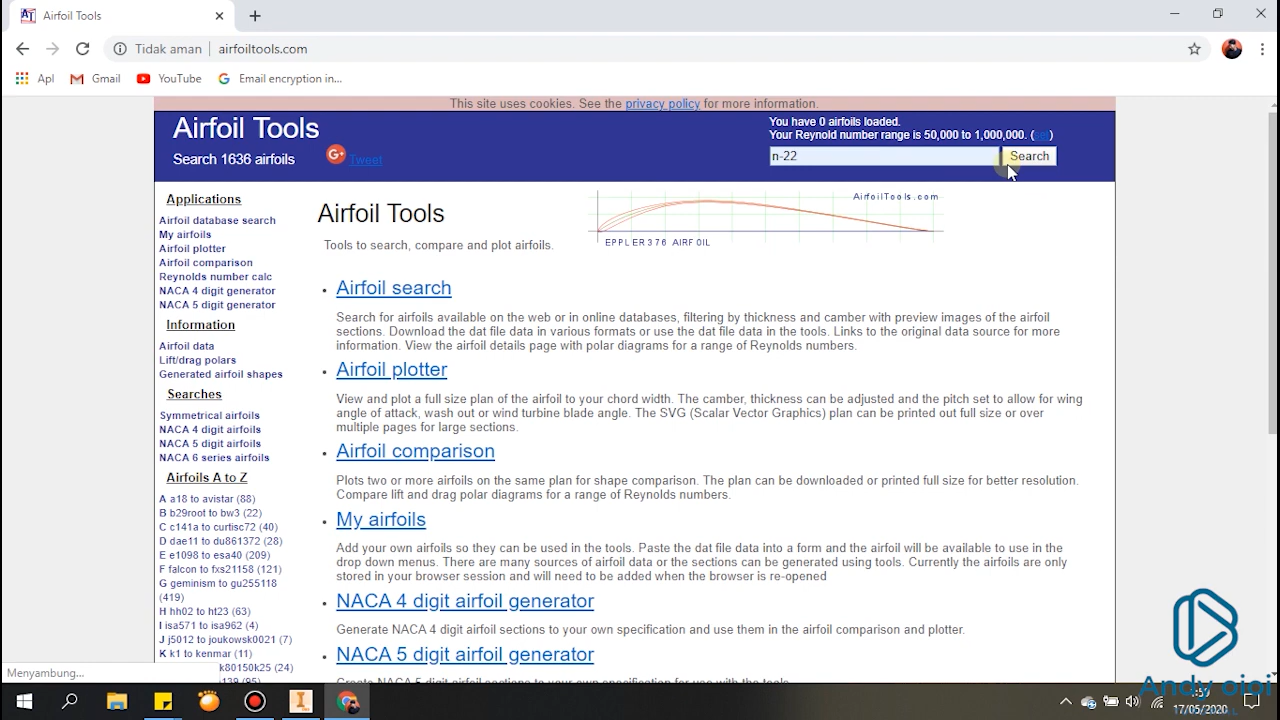 Airfoil Tools
Tidak aman
airfoiltools.com
Apl
Gmail
YouTube
Email encryption in...
This site uses cookies. See the privacy policy for more information.
Airfoil Tools
Search 1636 airfoils
Tweet
You have 0 airfoils loaded.
Your Reynold number range is 50,000 to 1,000,000. (set)
n-22
Search
Applications
Airfoil database search
My airfoils
Airfoil plotter
Airfoil comparison
Reynolds number calc
NACA 4 digit generator
NACA 5 digit generator
Information
Airfoil data
Lift/drag polars
Generated airfoil shapes
Searches
Symmetrical airfoils
NACA 4 digit airfoils
NACA 5 digit airfoils
NACA 6 series airfoils
Airfoils A to Z
A a18 to avistar (88)
B b29root to bw3 (22)
C c141a to curtisc72 (40)
D dae11 to du861372 (28)
E e1098 to esa40 (209)
F falcon to fxs21158 (121)
G geminism to gu255118
(419)
H hh02 to ht23 (63)
I isa571 to isa962 (4)
J j5012 to joukowsk0021 (7)
K k1 to kenmar (11)
k80150k25 (24)
139 (95)
Airfoil Tools
Tools to search, compare and plot airfoils.
AirfoilTools.com
EPPLER 376 AIRFOIL
Airfoil search
Search for airfoils available on the web or in online databases, filtering by thickness and camber with preview images of the airfoil
sections. Download the dat file data in various formats or use the dat file data in the tools. Links to the original data source for more
information. View the airfoil details page with polar diagrams for a range of Reynolds numbers.
Airfoil plotter
View and plot a full size plan of the airfoil to your chord width. The camber, thickness can be adjusted and the pitch set to allow for wing
angle of attack, wash out or wind turbine blade angle. The SVG (Scalar Vector Graphics) plan can be printed out full size or over
multiple pages for large sections.
Airfoil comparison
Plots two or more airfoils on the same plan for shape comparison. The plan can be downloaded or printed full size for better resolution.
Compare lift and drag polar diagrams for a range of Reynolds numbers.
My airfoils
Add your own airfoils so they can be used in the tools. Paste the dat file data into a form and the airfoil will be available to use in the
drop down menus. There are many sources of airfoil data or the sections can be generated using tools. Currently the airfoils are only
stored in your browser session and will need to be added when the browser is re-opened
NACA 4 digit airfoil generator
Generate NACA 4 digit airfoil sections to your own specification and use them in the airfoil comparison and plotter.
NACA 5 digit airfoil generator
Create NACA 5 digit airfoil sections to your own specification for use with the tools.
Menyambung...
Andy oioi
17/05/2020